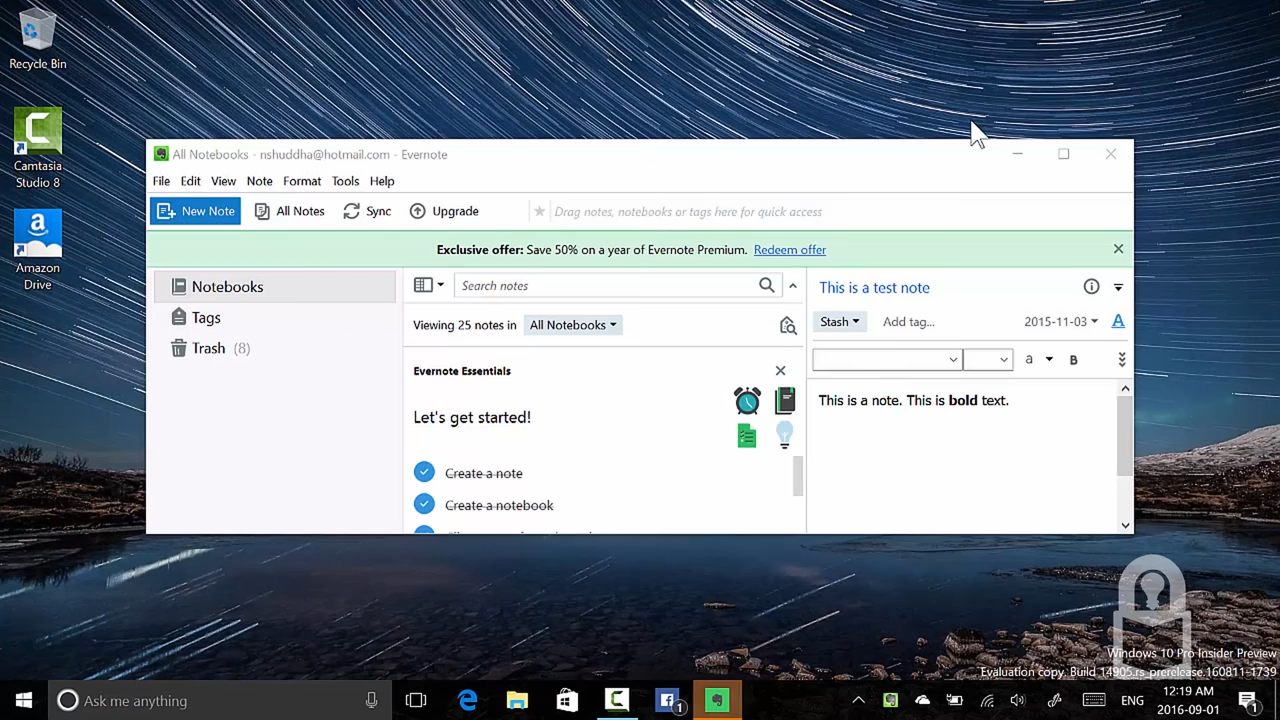 Recycle Bin
Camtasia
Studio 8
Amazon
Drive
All Notebooks - nshuddha@hotmail.com - Evernote
File Edit View Note Format Tools Help
New Note All Notes Sync Upgrade Drag notes, notebooks or tags here for quick access
Exclusive offer: Save 50% on a year of Evernote Premium. Redeem offer
Notebooks
Tags
Trash (8)
Search notes
Viewing 25 notes in All Notebooks
Evernote Essentials
Let's get started!
Create a note
Create a notebook
This is a test note
Stash Add tag... 2015-11-03 A
a B
This is a note. This is bold text.
Windows 10 Pro Insider Preview
Evaluation copy. Build 14905.rs_prerelease.160811-1739
Ask me anything
1
ENG
12:19 AM
2016-09-01
1